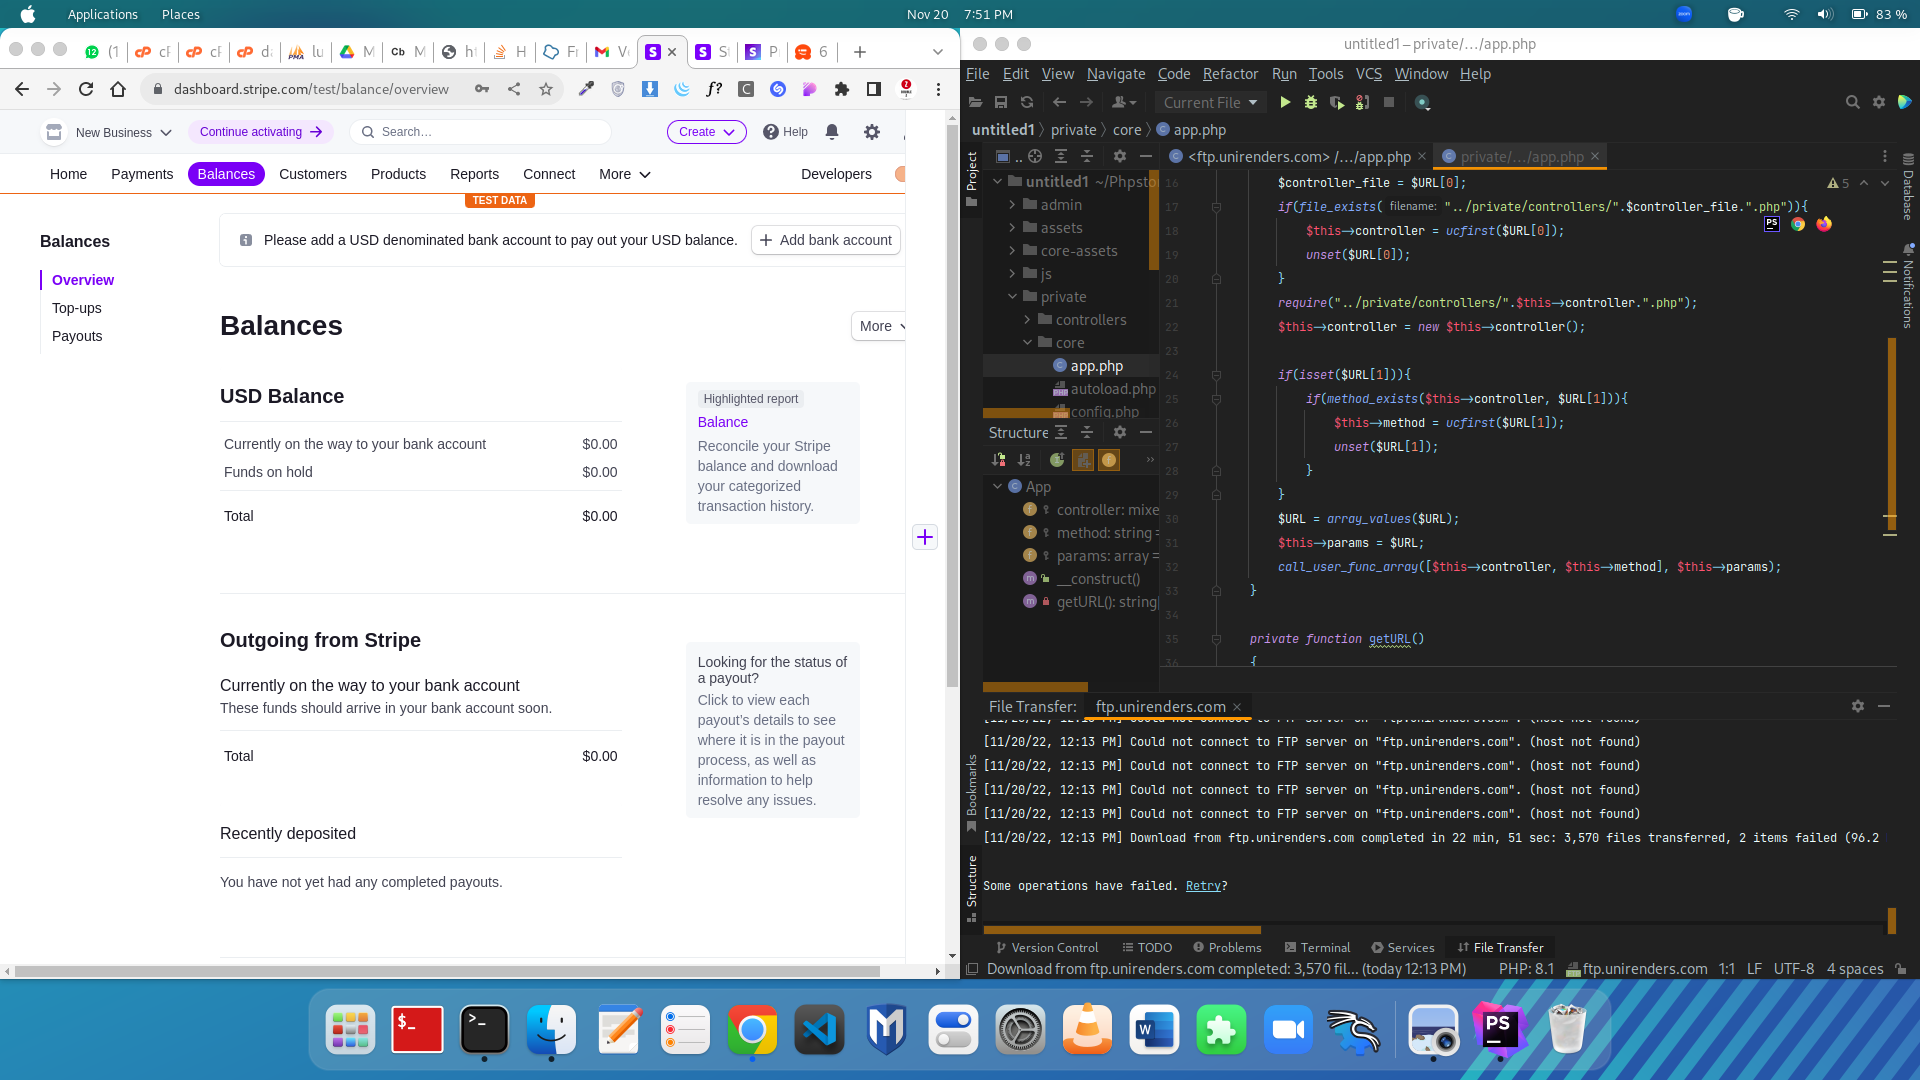 Applications Places Nov 20 7:51 PM 83 %
dashboard.stripe.com/test/balance/overview
New Business Continue activating Search… Create Help
Home Payments Balances Customers Products Reports Connect More Developers
TEST DATA
Balances
Overview
Top-ups
Payouts
Please add a USD denominated bank account to pay out your USD balance. Add bank account
Balances More
USD Balance
Currently on the way to your bank account $0.00
Funds on hold $0.00
Total $0.00
Highlighted report
Balance
Reconcile your Stripe
balance and download
your categorized
transaction history.
Outgoing from Stripe
Currently on the way to your bank account
These funds should arrive in your bank account soon.
Total $0.00
Looking for the status of
a payout?
Click to view each
payout's details to see
where it is in the payout
process, as well as
information to help
resolve any issues.
Recently deposited
You have not yet had any completed payouts.
untitled1 – private/…/app.php
File Edit View Navigate Code Refactor Run Tools VCS Window Help
Current File
untitled1 private core app.php
Project
<ftp.unirenders.com> /…/app.php private/…/app.php
untitled1 ~/Phpsto
admin
assets
core-assets
js
private
controllers
core
app.php
autoload.php
config.php
Structure
App
controller: mixe
method: string =
params: array =
__construct()
getURL(): string[
5
16 $controller_file = $URL[0];
17 if(file_exists( filename: "../private/controllers/".$controller_file.".php")){
18 $this->controller = ucfirst($URL[0]);
19 unset($URL[0]);
20 }
21 require("../private/controllers/".$this->controller.".php");
22 $this->controller = new $this->controller();
23
24 if(isset($URL[1])){
25 if(method_exists($this->controller, $URL[1])){
26 $this->method = ucfirst($URL[1]);
27 unset($URL[1]);
28 }
29 }
30 $URL = array_values($URL);
31 $this->params = $URL;
32 call_user_func_array([$this->controller, $this->method], $this->params);
33 }
34
35 private function getURL()
36 {
Database
Notifications
Bookmarks
Structure
File Transfer: ftp.unirenders.com
[11/20/22, 12:13 PM] Could not connect to FTP server on "ftp.unirenders.com". (host not found)
[11/20/22, 12:13 PM] Could not connect to FTP server on "ftp.unirenders.com". (host not found)
[11/20/22, 12:13 PM] Could not connect to FTP server on "ftp.unirenders.com". (host not found)
[11/20/22, 12:13 PM] Could not connect to FTP server on "ftp.unirenders.com". (host not found)
[11/20/22, 12:13 PM] Download from ftp.unirenders.com completed in 22 min, 51 sec: 3,570 files transferred, 2 items failed (96.2
Some operations have failed. Retry?
Version Control TODO Problems Terminal Services File Transfer
Download from ftp.unirenders.com completed: 3,570 fil... (today 12:13 PM) PHP: 8.1 ftp.unirenders.com 1:1 LF UTF-8 4 spaces